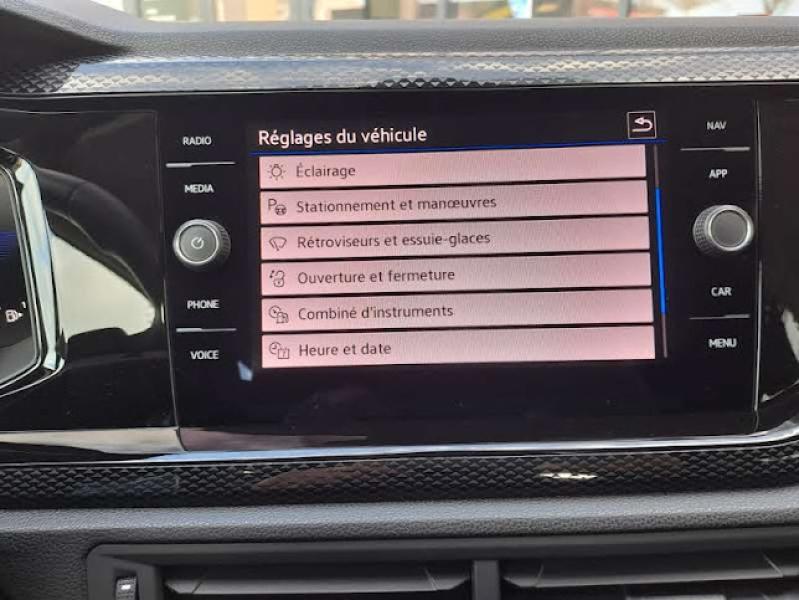 RADIO
Réglages du véhicule
NAV
MEDIA
Éclairage
APP
Stationnement et manœuvres
Rétroviseurs et essuie-glaces
Ouverture et fermeture
PHONE
Combiné d'instruments
CAR
VOICE
Heure et date
MENU